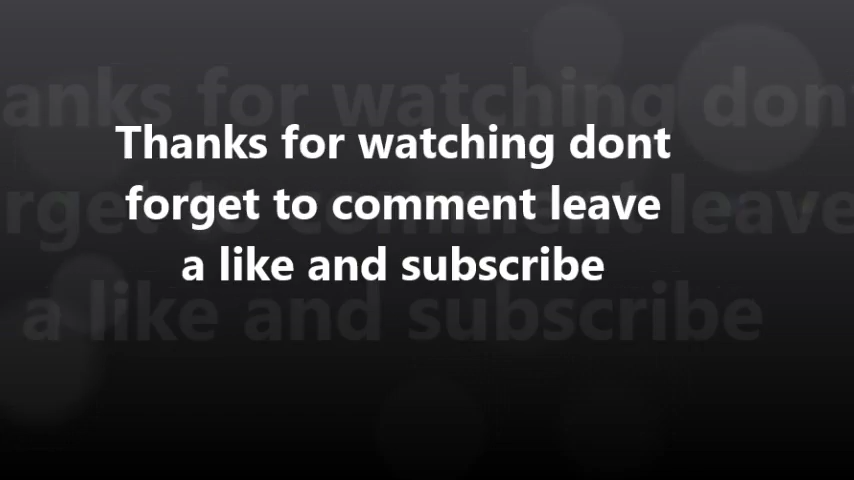 Thanks for watching dont
forget to comment leave
a like and subscribe